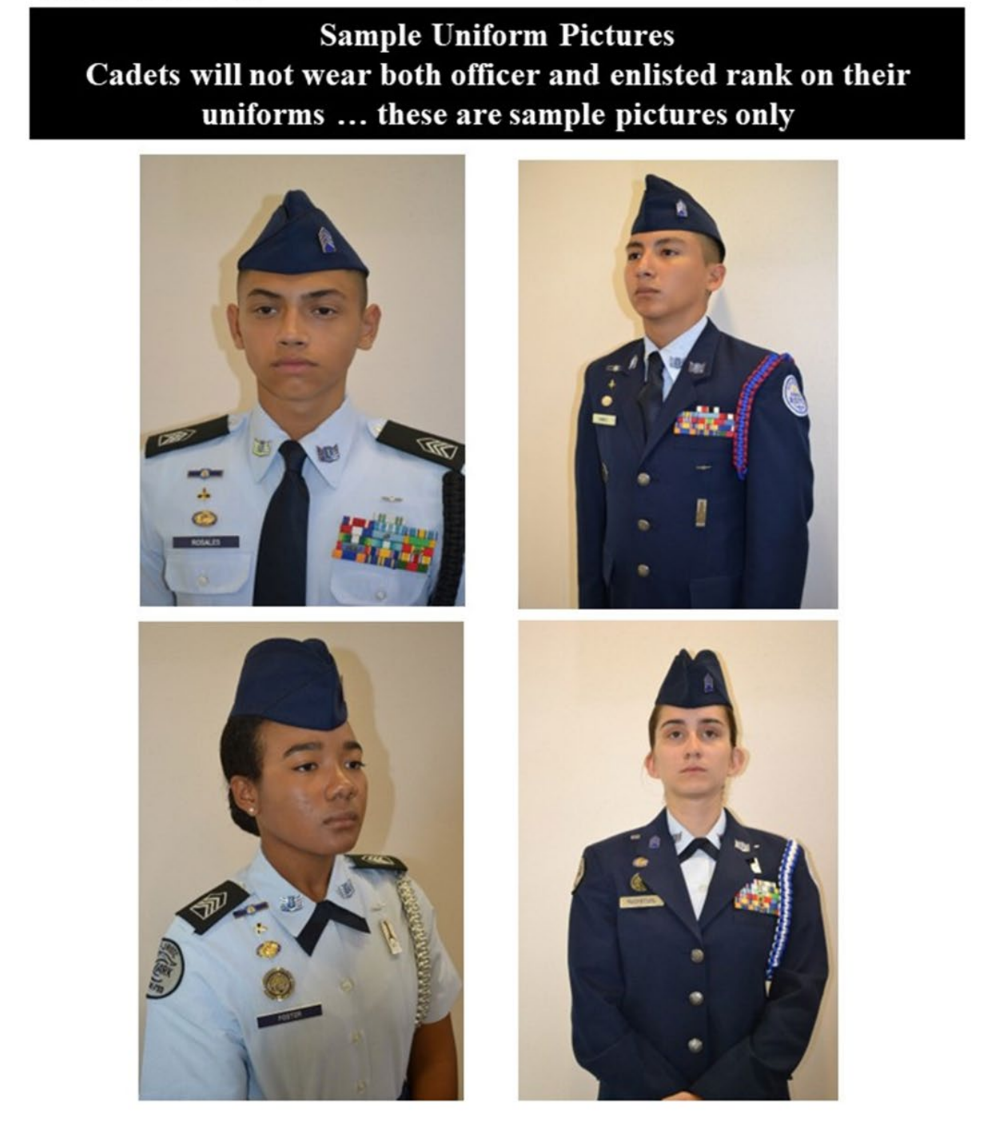 Sample Uniform Pictures
Cadets will not wear both officer and enlisted rank on their
uniforms … these are sample pictures only
ROSALES
FOSTER